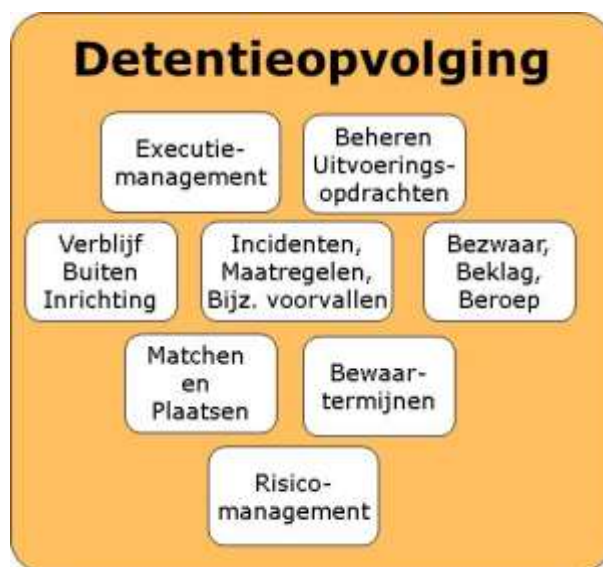 Detentieopvolging
Executie-
management
Beheren
Uitvoerings-
opdrachten
Verblijf
Buiten
Inrichting
Incidenten,
Maatregelen,
Bijz. voorvallen
Bezwaar,
Beklag,
Beroep
Matchen
en
Plaatsen
Bewaar-
termijnen
Risico-
management